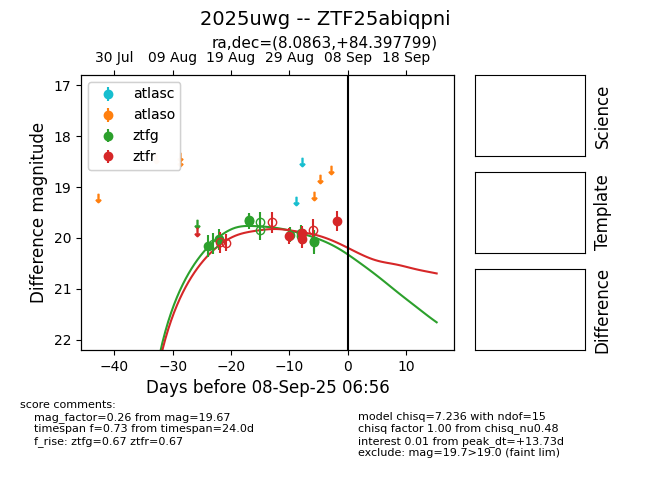 2025uwg -- ZTF25abiqpni
ra,dec=(8.0863,+84.397799)
30 Jul 09 Aug 19 Aug 29 Aug 08 Sep 18 Sep
atlasc
atlaso
ztfg
ztfr
17
18
19
20
21
22
Difference magnitude
−40 −30 −20 −10 0 10
Days before 08-Sep-25 06:56
Science
Template
Difference
score comments:
mag_factor=0.26 from mag=19.67
timespan f=0.73 from timespan=24.0d
f_rise: ztfg=0.67 ztfr=0.67
model chisq=7.236 with ndof=15
chisq factor 1.00 from chisq_nu0.48
interest 0.01 from peak_dt=+13.73d
exclude: mag=19.7>19.0 (faint lim)